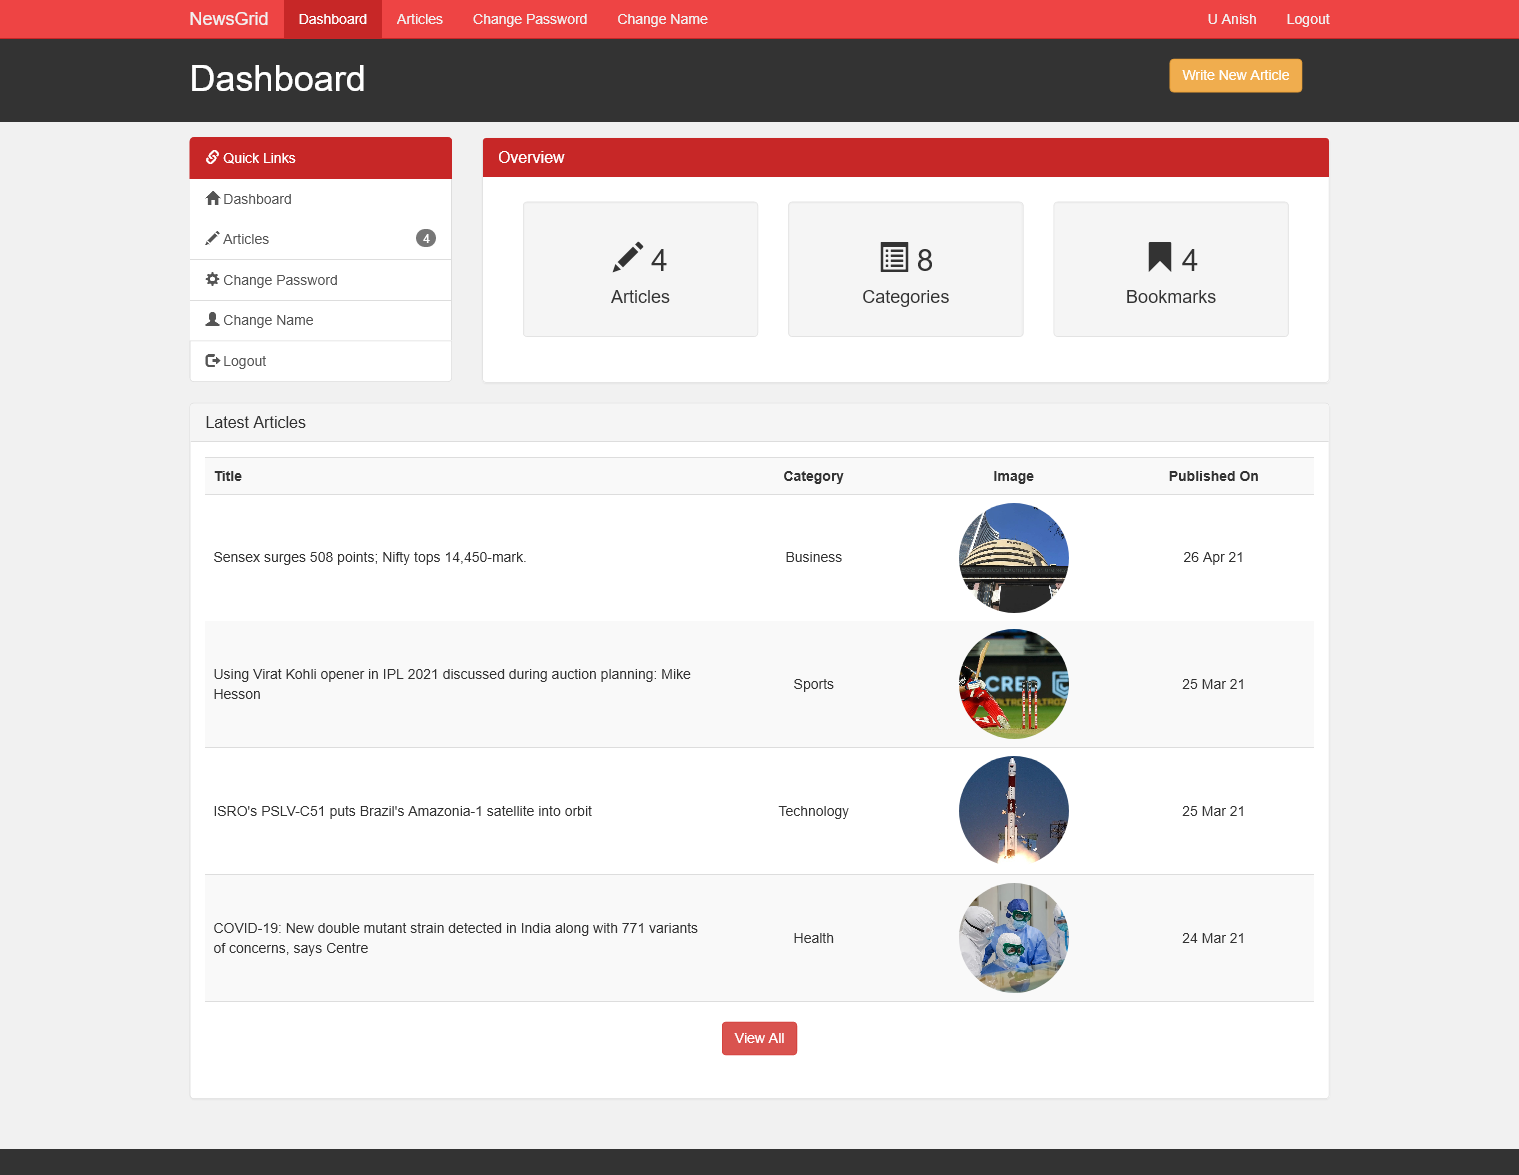 NewsGrid Dashboard Articles Change Password Change Name U Anish Logout
Dashboard
Write New Article
Quick Links
Dashboard
Articles 4
Change Password
Change Name
Logout
Overview
4
Articles
8
Categories
4
Bookmarks
Latest Articles
Title Category Image Published On
Sensex surges 508 points; Nifty tops 14,450-mark. Business 26 Apr 21
Using Virat Kohli opener in IPL 2021 discussed during auction planning: Mike
Hesson
Sports
CRED
25 Mar 21
ISRO's PSLV-C51 puts Brazil's Amazonia-1 satellite into orbit Technology 25 Mar 21
COVID-19: New double mutant strain detected in India along with 771 variants
of concerns, says Centre
Health
24 Mar 21
View All